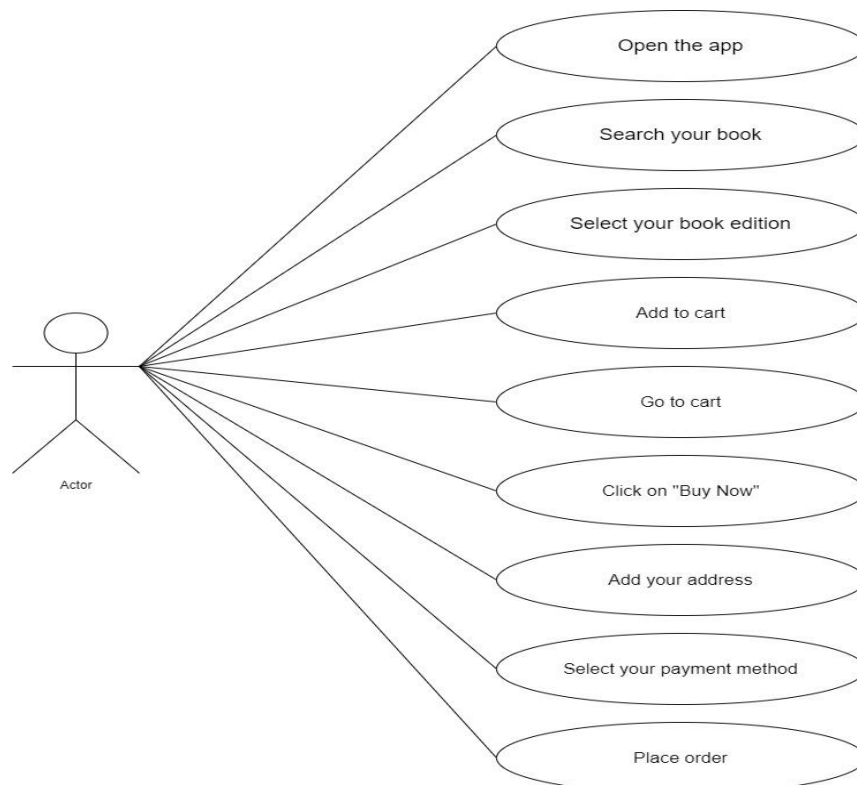 Open the app
Search your book
Select your book edition
Add to cart
Go to cart
Actor
Click on "Buy Now"
Add your address
Select your payment method
Place order